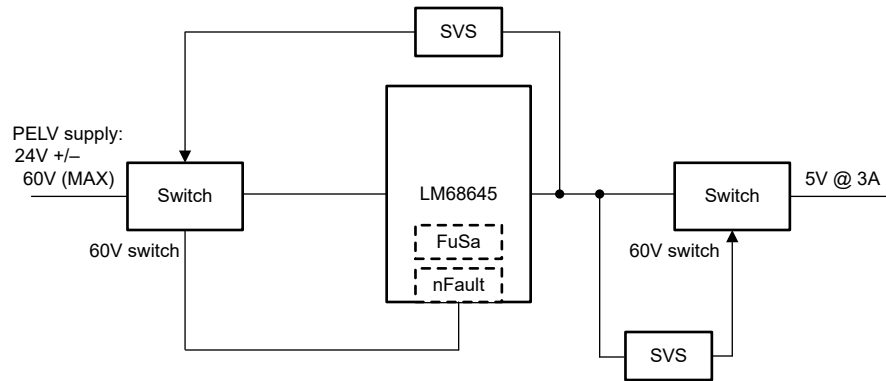 SVS
PELV supply:
24V +/–
60V (MAX)
Switch
LM68645
Switch
5V @ 3A
60V switch
FuSa
60V switch
nFault
SVS